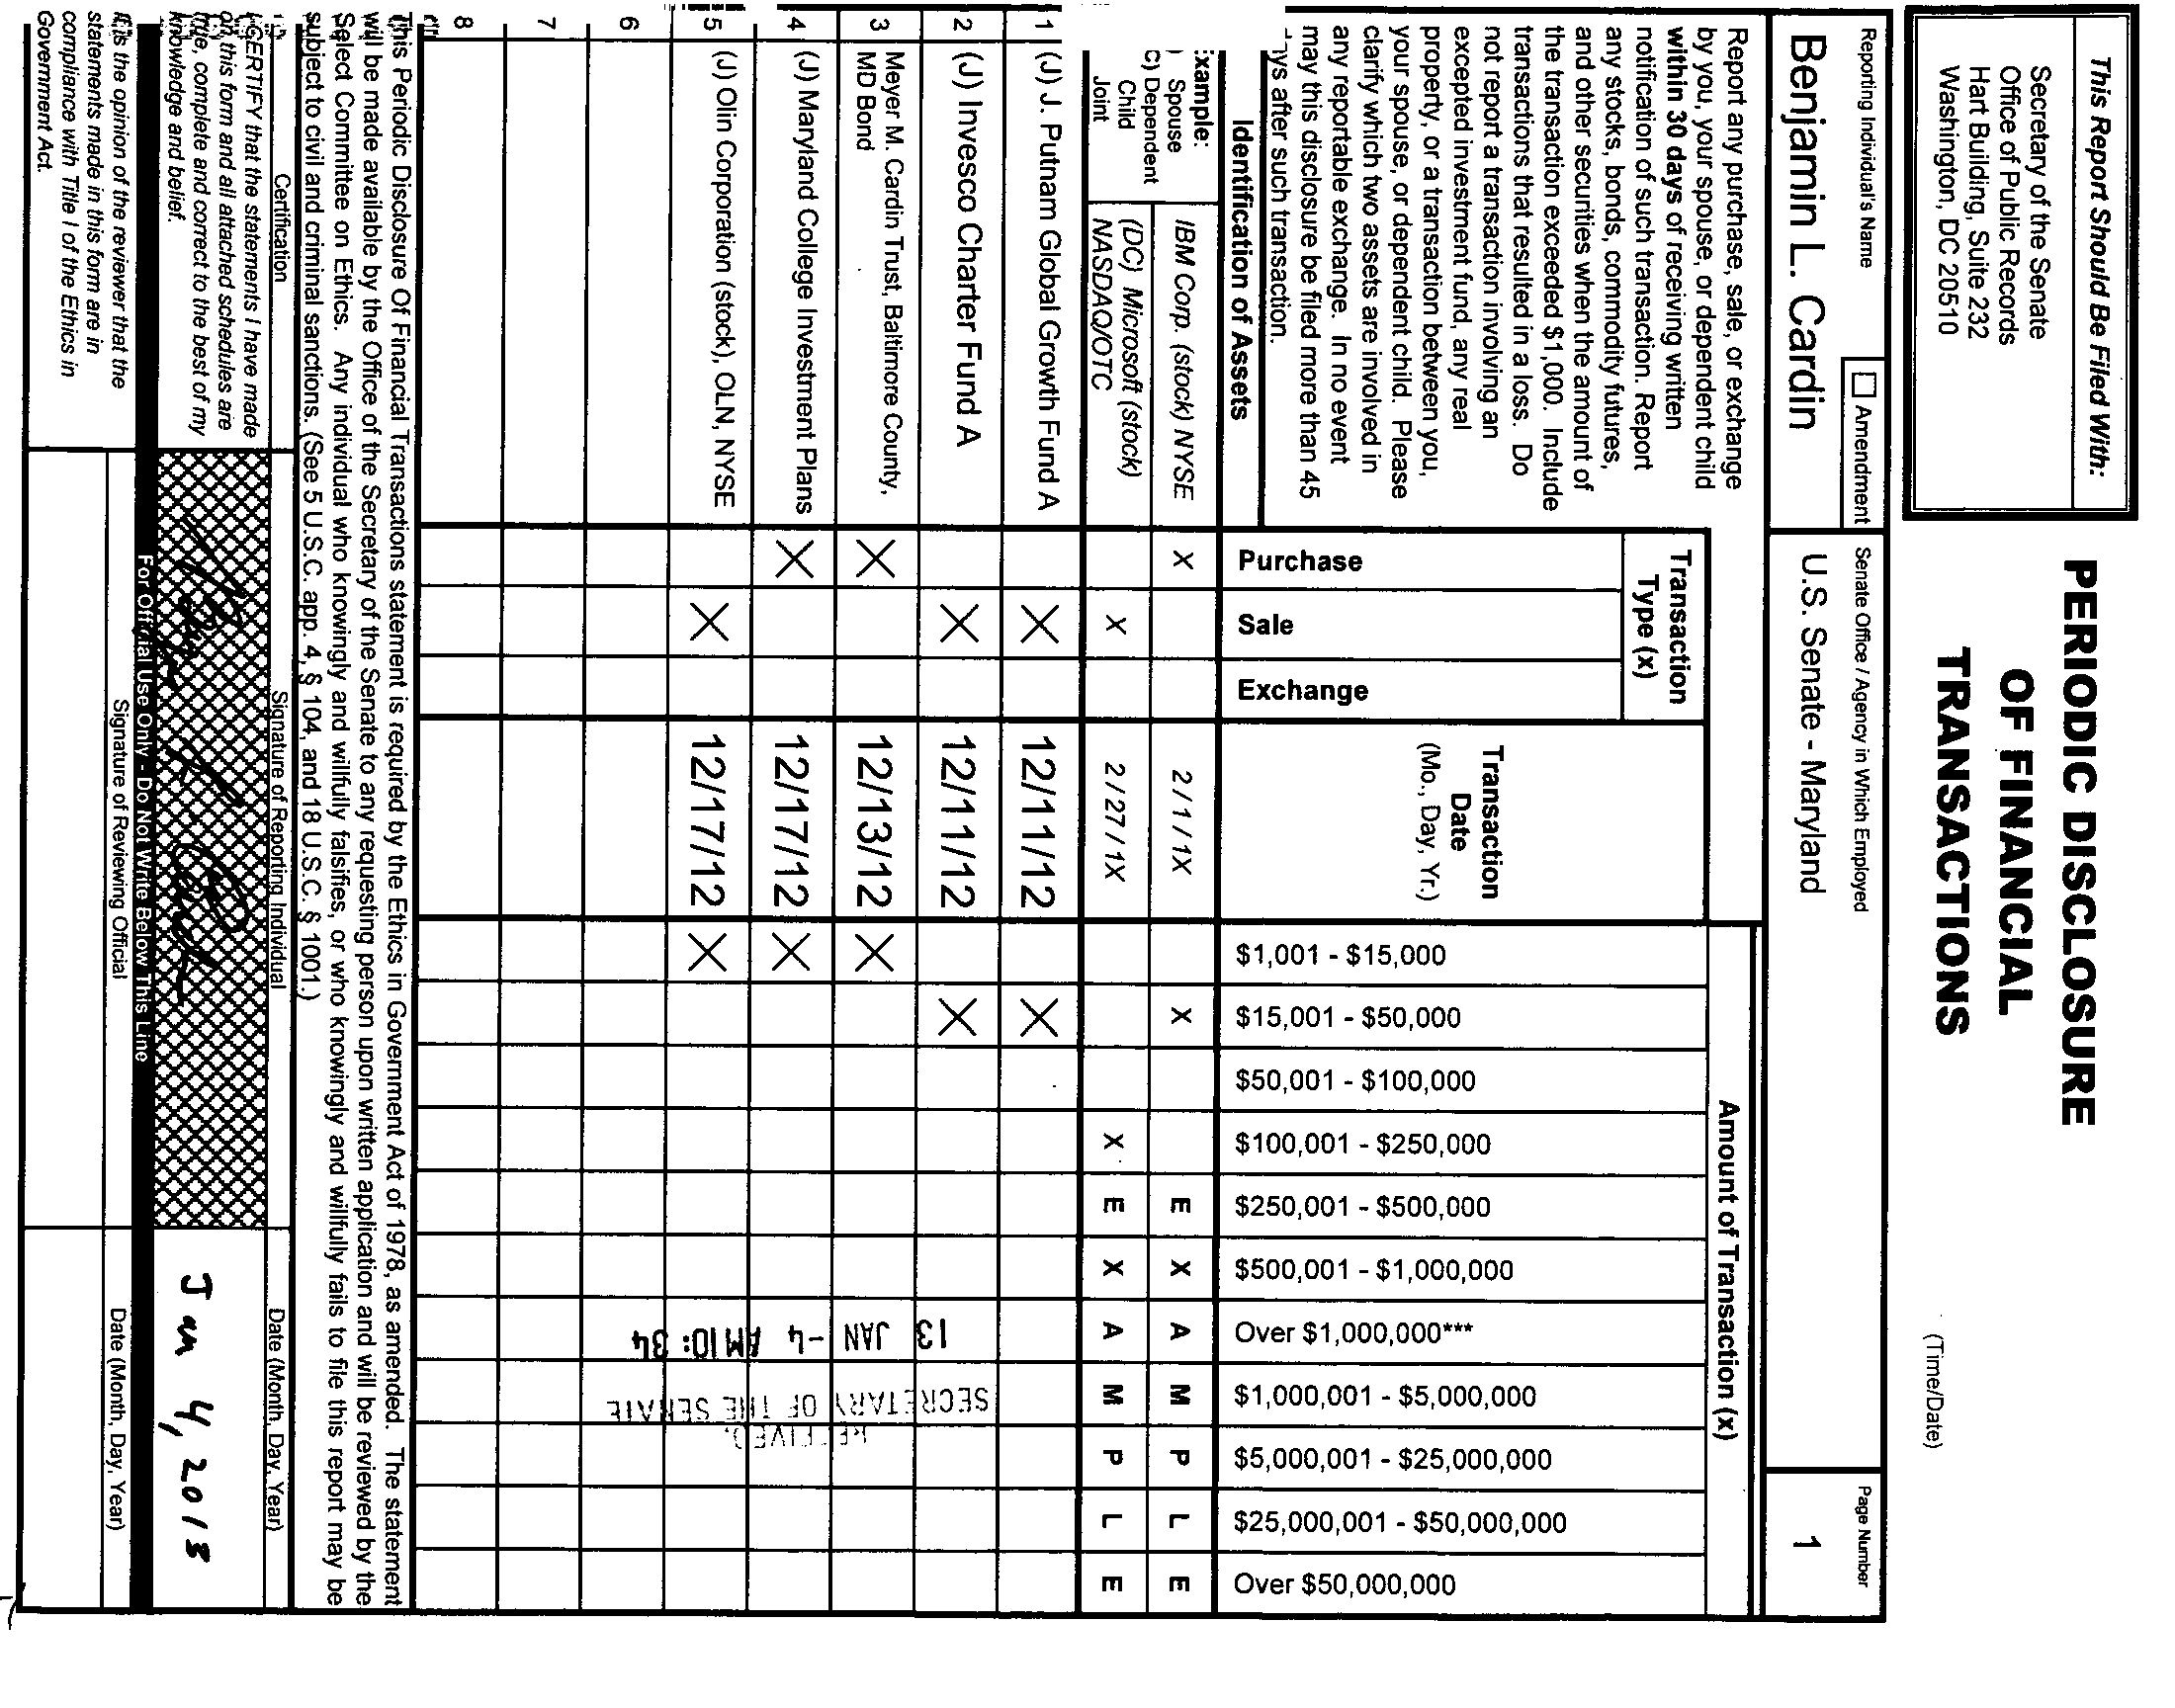 This Report Should Be Filed With:
Secretary of the Senate
Office of Public Records
Hart Building, Suite 232
Washington, DC 20510
PERIODIC DISCLOSURE
OF FINANCIAL
TRANSACTIONS
(Time/Date)
Reporting Individual's Name
Amendment
Benjamin L. Cardin
Senate Office / Agency in Which Employed
U.S. Senate - Maryland
Page Number
1
Report any purchase, sale, or exchange
by you, your spouse, or dependent child
within 30 days of receiving written
notification of such transaction. Report
any stocks, bonds, commodity futures,
and other securities when the amount of
the transaction exceeded $1,000. Include
transactions that resulted in a loss. Do
not report a transaction involving an
excepted investment fund, any real
property, or a transaction between you,
your spouse, or dependent child. Please
clarify which two assets are involved in
any reportable exchange. In no event
may this disclosure be filed more than 45
ays after such transaction.
Identification of Assets
Transaction
Type (x)
Purchase
Sale
Exchange
Transaction
Date
(Mo., Day, Yr.)
Amount of Transaction (x)
$1,001 - $15,000
$15,001 - $50,000
$50,001 - $100,000
$100,001 - $250,000
$250,001 - $500,000
$500,001 - $1,000,000
Over $1,000,000***
$1,000,001 - $5,000,000
$5,000,001 - $25,000,000
$25,000,001 - $50,000,000
Over $50,000,000
xample:
) Spouse
C) Dependent
Child
Joint
IBM Corp. (stock) NYSE X 2 / 1 / 1X X E X A M P L E
(DC) Microsoft (stock)
NASDAQ/OTC X 2 / 27 / 1X X E X A M P L E
1 (J) J. Putnam Global Growth Fund A X 12/11/12 X
2 (J) Invesco Charter Fund A X 12/11/12 X
3 Meyer M. Cardin Trust, Baltimore County,
MD Bond X 12/13/12 X
4 (J) Maryland College Investment Plans X 12/17/12 X
5 (J) Olin Corporation (stock), OLN, NYSE X 12/17/12 X
6
7
8
RECEIVED
SECRETARY OF THE SENATE
13 JAN -4 AM 10: 34
This Periodic Disclosure Of Financial Transactions statement is required by the Ethics in Government Act of 1978, as amended. The statement
will be made available by the Office of the Secretary of the Senate to any requesting person upon written application and will be reviewed by the
Select Committee on Ethics. Any individual who knowingly and willfully falsifies, or who knowingly and willfully fails to file this report may be
subject to civil and criminal sanctions. (See 5 U.S.C. app. 4, § 104, and 18 U.S.C. § 1001.)
Certification
Signature of Reporting Individual
Date (Month, Day, Year)
I CERTIFY that the statements I have made
on this form and all attached schedules are
true, complete and correct to the best of my
knowledge and belief.
Jan 4, 2013
For Official Use Only - Do Not Write Below This Line
It is the opinion of the reviewer that the
statements made in this form are in
compliance with Title I of the Ethics in
Government Act.
Signature of Reviewing Official
Date (Month, Day, Year)